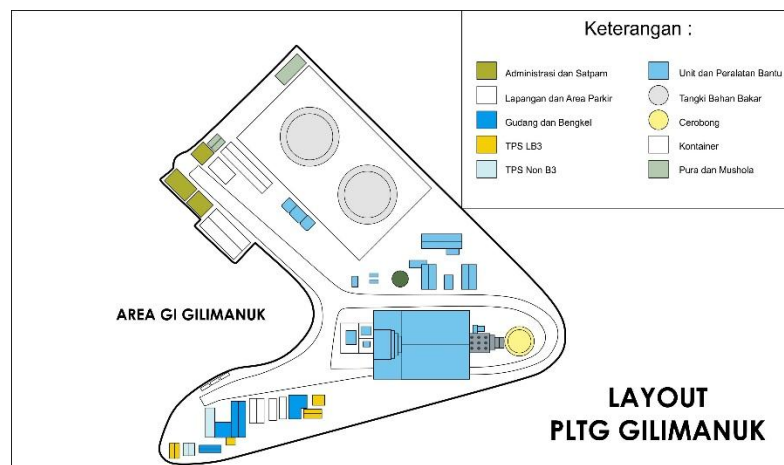 Keterangan :
Administrasi dan Satpam
Lapangan dan Area Parkir
Gudang dan Bengkel
TPS LB3
TPS Non B3
Unit dan Peralatan Bantu
Tangki Bahan Bakar
Cerobong
Kontainer
Pura dan Mushola
AREA GI GILIMANUK
LAYOUT
PLTG GILIMANUK